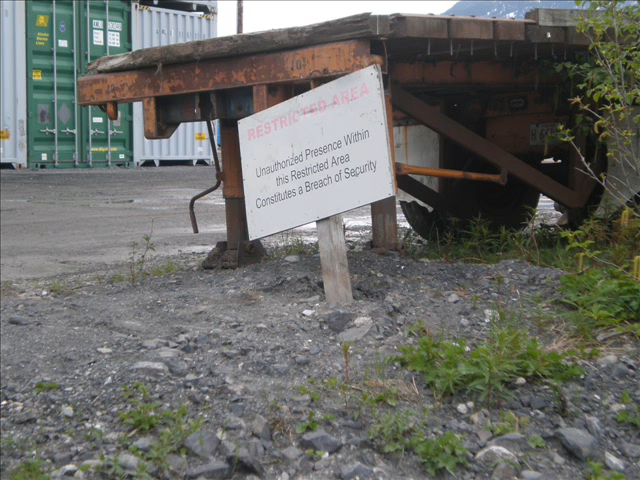 RESTRICTED AREA
Unauthorized Presence Within
this Restricted Area
Constitutes a Breach of Security